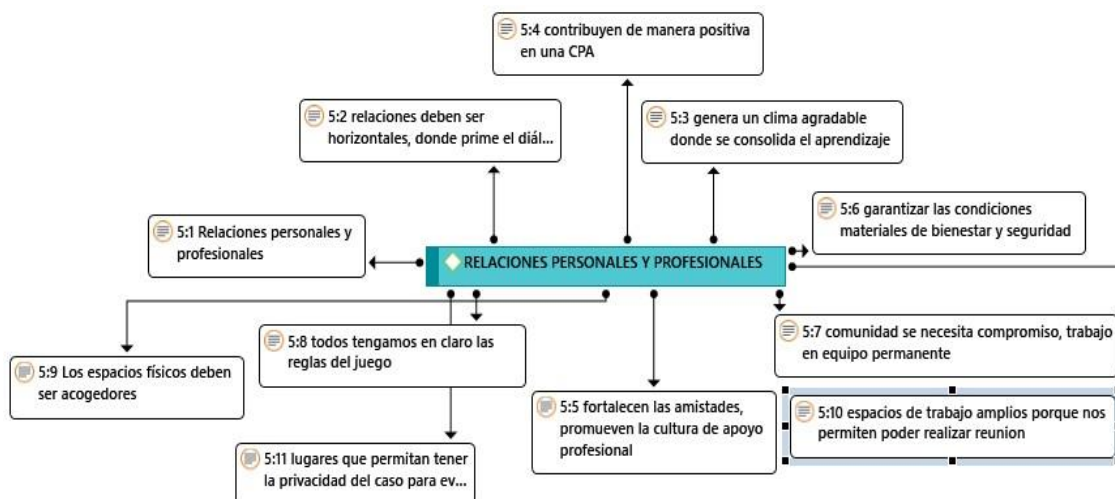 5:4 contribuyen de manera positiva
en una CPA
5:2 relaciones deben ser
horizontales, donde prime el diál...
5:3 genera un clima agradable
donde se consolida el aprendizaje
5:6 garantizar las condiciones
materiales de bienestar y seguridad
5:1 Relaciones personales y
profesionales
RELACIONES PERSONALES Y PROFESIONALES
5:8 todos tengamos en claro las
reglas del juego
5:7 comunidad se necesita compromiso, trabajo
en equipo permanente
5:9 Los espacios físicos deben
ser acogedores
5:5 fortalecen las amistades,
promueven la cultura de apoyo
profesional
5:10 espacios de trabajo amplios porque nos
permiten poder realizar reunion
5:11 lugares que permitan tener
la privacidad del caso para ev...